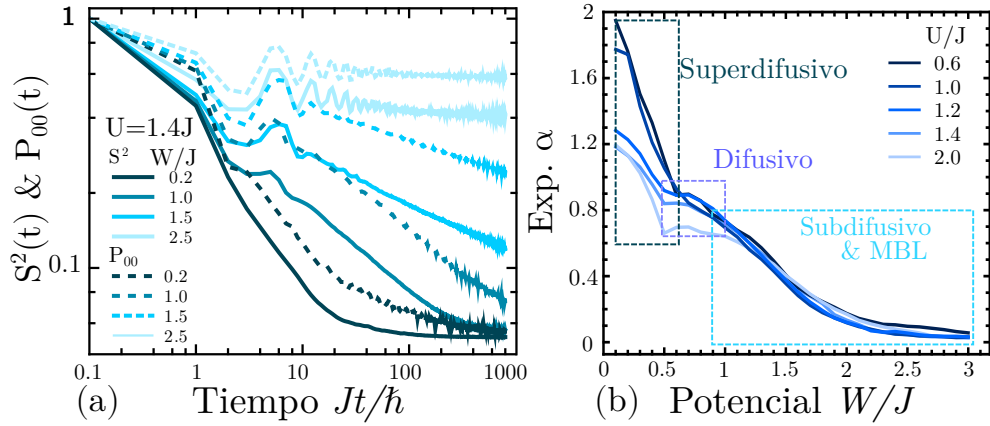 S²(t) & P₀₀(t)
1
0.1
U=1.4J
S² W/J
0.2
1.0
1.5
2.5
P₀₀
0.2
1.0
1.5
2.5
0.1 1 10 100 1000
(a) Tiempo Jt/ħ
Exp. α
2
1.6
1.2
0.8
0.4
0
Superdifusivo
Difusivo
Subdifusivo
& MBL
U/J
0.6
1.0
1.2
1.4
2.0
0 0.5 1 1.5 2 2.5 3
(b) Potencial W/J